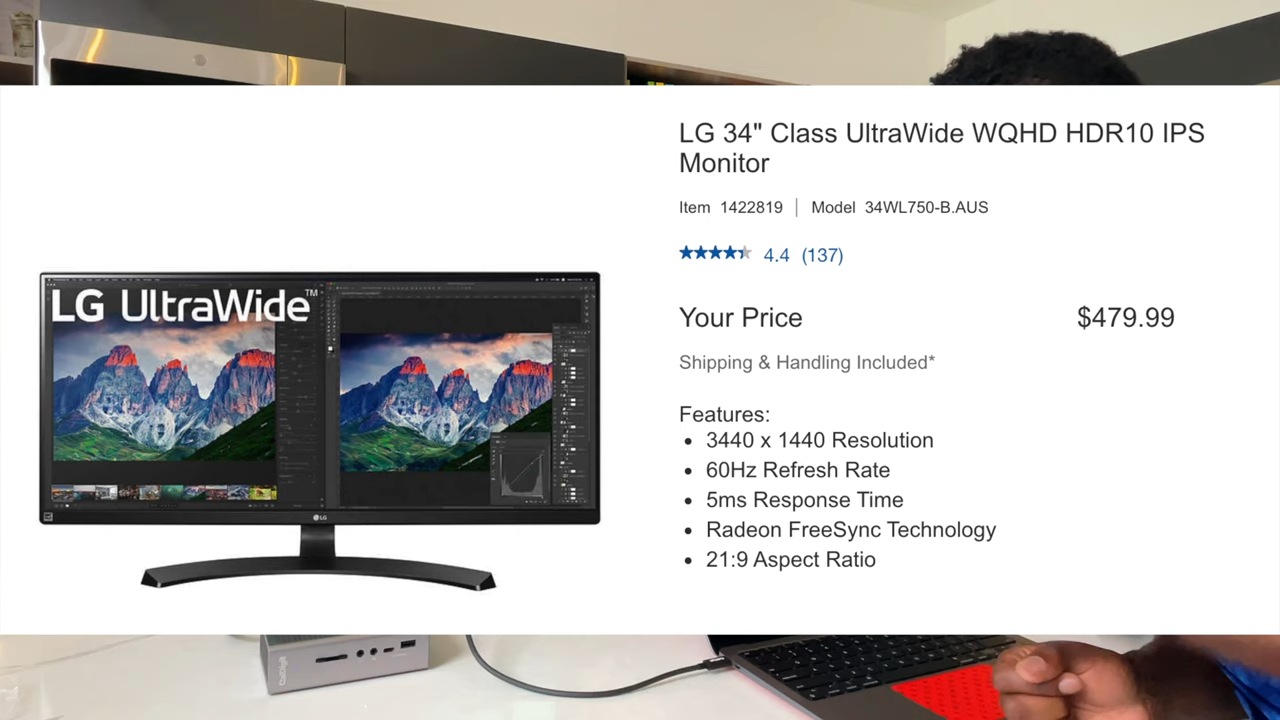 LG 34" Class UltraWide WQHD HDR10 IPS
Monitor
Item 1422819 | Model 34WL750-B.AUS
4.4 (137)
Your Price $479.99
Shipping & Handling Included*
Features:
• 3440 x 1440 Resolution
• 60Hz Refresh Rate
• 5ms Response Time
• Radeon FreeSync Technology
• 21:9 Aspect Ratio
LG UltraWide™
LG
CalDigit